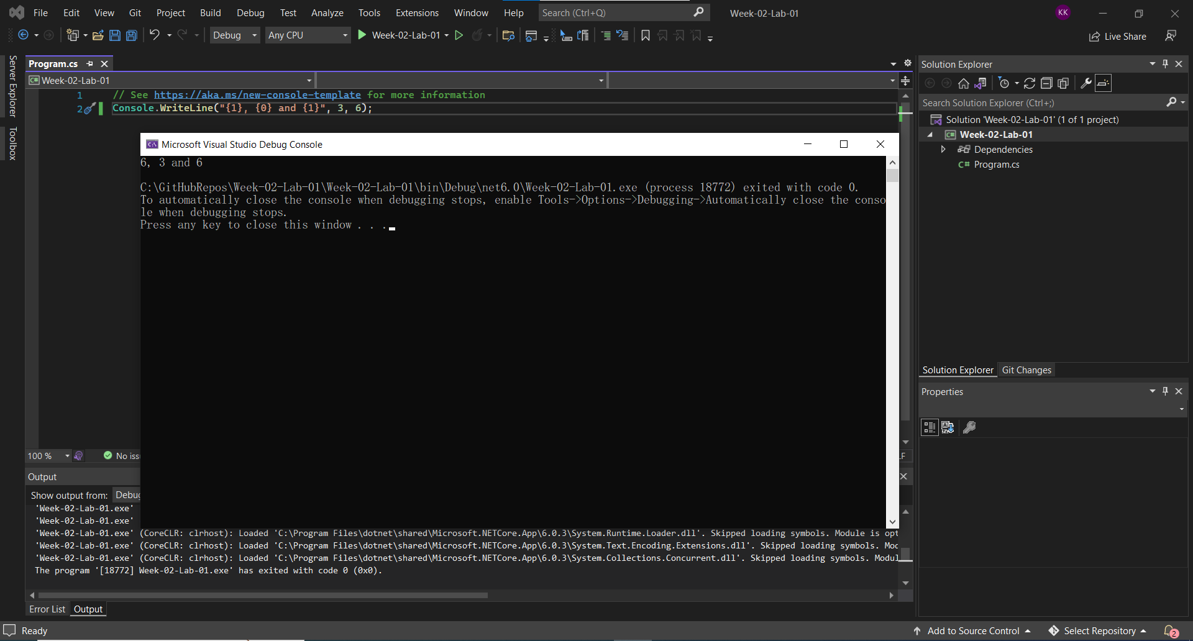 File Edit View Git Project Build Debug Test Analyze Tools Extensions Window Help Search (Ctrl+Q) Week-02-Lab-01 KK
Debug Any CPU Week-02-Lab-01 Live Share
Server Explorer
Toolbox
Program.cs
Week-02-Lab-01
1 // See https://aka.ms/new-console-template for more information
2 Console.WriteLine("{1}, {0} and {1}", 3, 6);
Microsoft Visual Studio Debug Console
6, 3 and 6
C:\GitHubRepos\Week-02-Lab-01\Week-02-Lab-01\bin\Debug\net6.0\Week-02-Lab-01.exe (process 18772) exited with code 0.
To automatically close the console when debugging stops, enable Tools->Options->Debugging->Automatically close the conso
le when debugging stops.
Press any key to close this window . . .
100 % No iss
Output
Show output from: Debug
'Week-02-Lab-01.exe'
'Week-02-Lab-01.exe'
'Week-02-Lab-01.exe' (CoreCLR: clrhost): Loaded 'C:\Program Files\dotnet\shared\Microsoft.NETCore.App\6.0.3\System.Runtime.Loader.dll'. Skipped loading symbols. Module is opt
'Week-02-Lab-01.exe' (CoreCLR: clrhost): Loaded 'C:\Program Files\dotnet\shared\Microsoft.NETCore.App\6.0.3\System.Text.Encoding.Extensions.dll'. Skipped loading symbols. Moc
'Week-02-Lab-01.exe' (CoreCLR: clrhost): Loaded 'C:\Program Files\dotnet\shared\Microsoft.NETCore.App\6.0.3\System.Collections.Concurrent.dll'. Skipped loading symbols. Modul
The program '[18772] Week-02-Lab-01.exe' has exited with code 0 (0x0).
Error List Output
Solution Explorer
Search Solution Explorer (Ctrl+;)
Solution 'Week-02-Lab-01' (1 of 1 project)
Week-02-Lab-01
Dependencies
C# Program.cs
Solution Explorer Git Changes
Properties
Ready Add to Source Control Select Repository 2